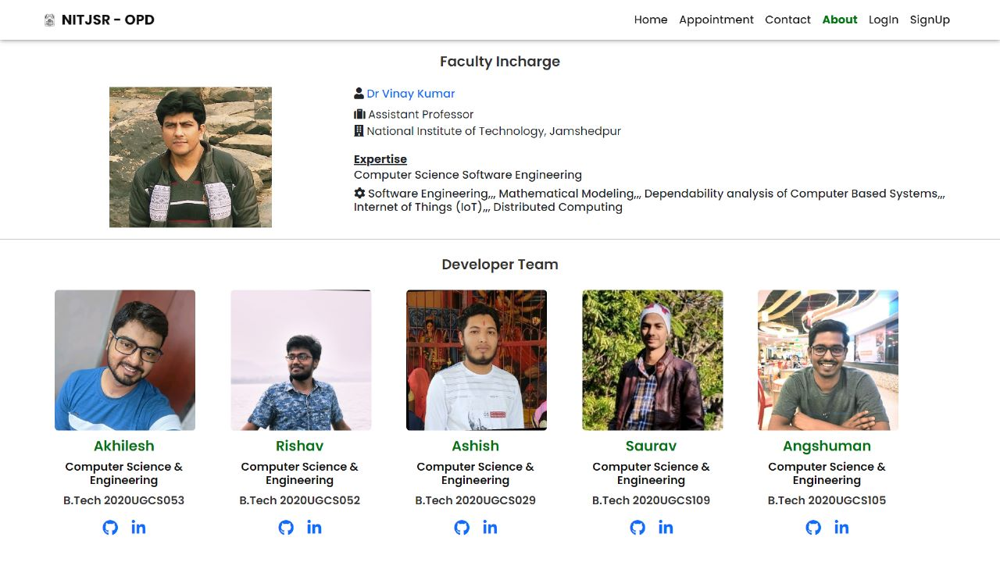 NITJSR - OPD
Home Appointment Contact About LogIn SignUp
Faculty Incharge
Dr Vinay Kumar
Assistant Professor
National Institute of Technology, Jamshedpur
Expertise
Computer Science Software Engineering
Software Engineering,,, Mathematical Modeling,,, Dependability analysis of Computer Based Systems,,,
Internet of Things (IoT),,, Distributed Computing
Developer Team
Akhilesh
Computer Science &
Engineering
B.Tech 2020UGCS053
Rishav
Computer Science &
Engineering
B.Tech 2020UGCS052
Ashish
Computer Science &
Engineering
B.Tech 2020UGCS029
Saurav
Computer Science &
Engineering
B.Tech 2020UGCS109
Angshuman
Computer Science &
Engineering
B.Tech 2020UGCS105